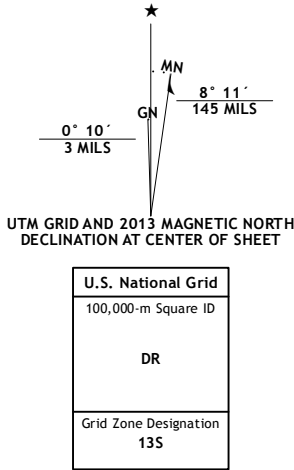 ★
MN
GN
8° 11´
145 MILS
0° 10´
3 MILS
UTM GRID AND 2013 MAGNETIC NORTH
DECLINATION AT CENTER OF SHEET
U.S. National Grid
100,000-m Square ID
DR
Grid Zone Designation
13S